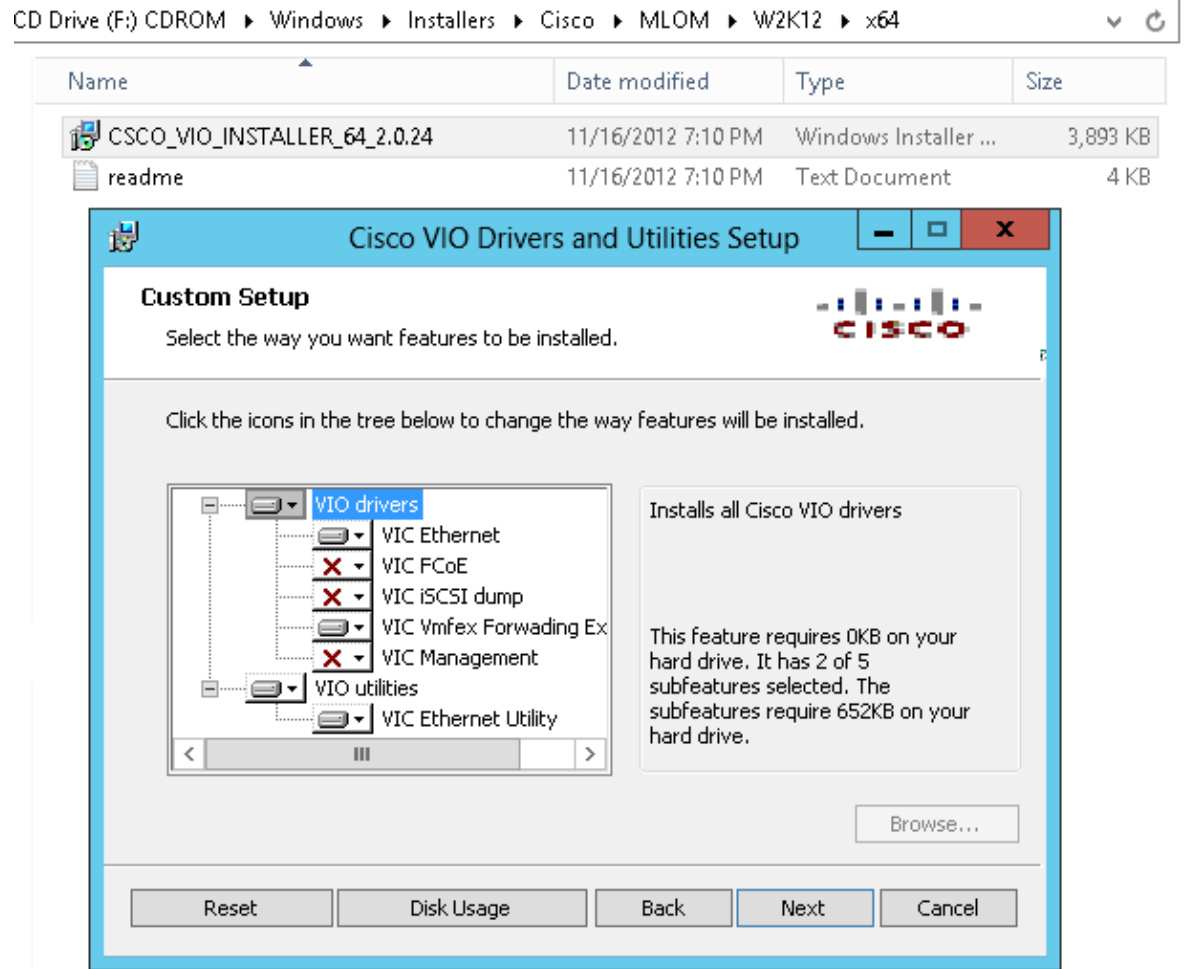 CD Drive (F:) CDROM ▸ Windows ▸ Installers ▸ Cisco ▸ MLOM ▸ W2K12 ▸ x64
Name Date modified Type Size
CSCO_VIO_INSTALLER_64_2.0.24 11/16/2012 7:10 PM Windows Installer ... 3,893 KB
readme 11/16/2012 7:10 PM Text Document 4 KB
Cisco VIO Drivers and Utilities Setup
Custom Setup
Select the way you want features to be installed.
CISCO
Click the icons in the tree below to change the way features will be installed.
VIO drivers
VIC Ethernet
VIC FCoE
VIC iSCSI dump
VIC Vmfex Forwading Ex
VIC Management
VIO utilities
VIC Ethernet Utility
Installs all Cisco VIO drivers
This feature requires 0KB on your
hard drive. It has 2 of 5
subfeatures selected. The
subfeatures require 652KB on your
hard drive.
Browse...
Reset Disk Usage Back Next Cancel